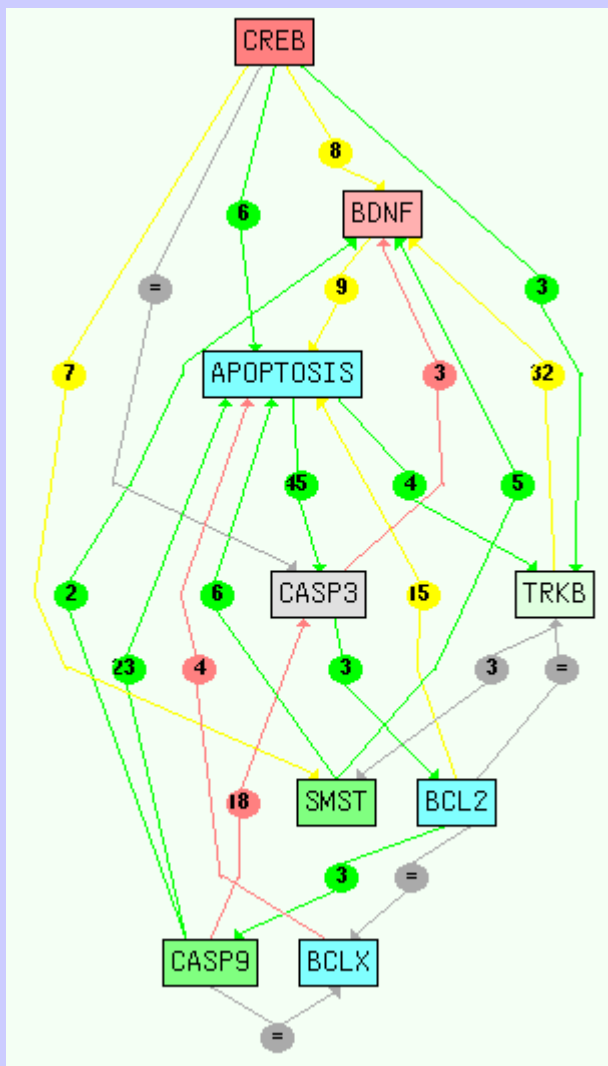 CREB
8
BDNF
6
=
9
3
7
APOPTOSIS
3
32
45
4
5
2
6
CASP3
15
TRKB
23
4
3
3
=
18
SMST
BCL2
3
=
CASP9
BCLX
=